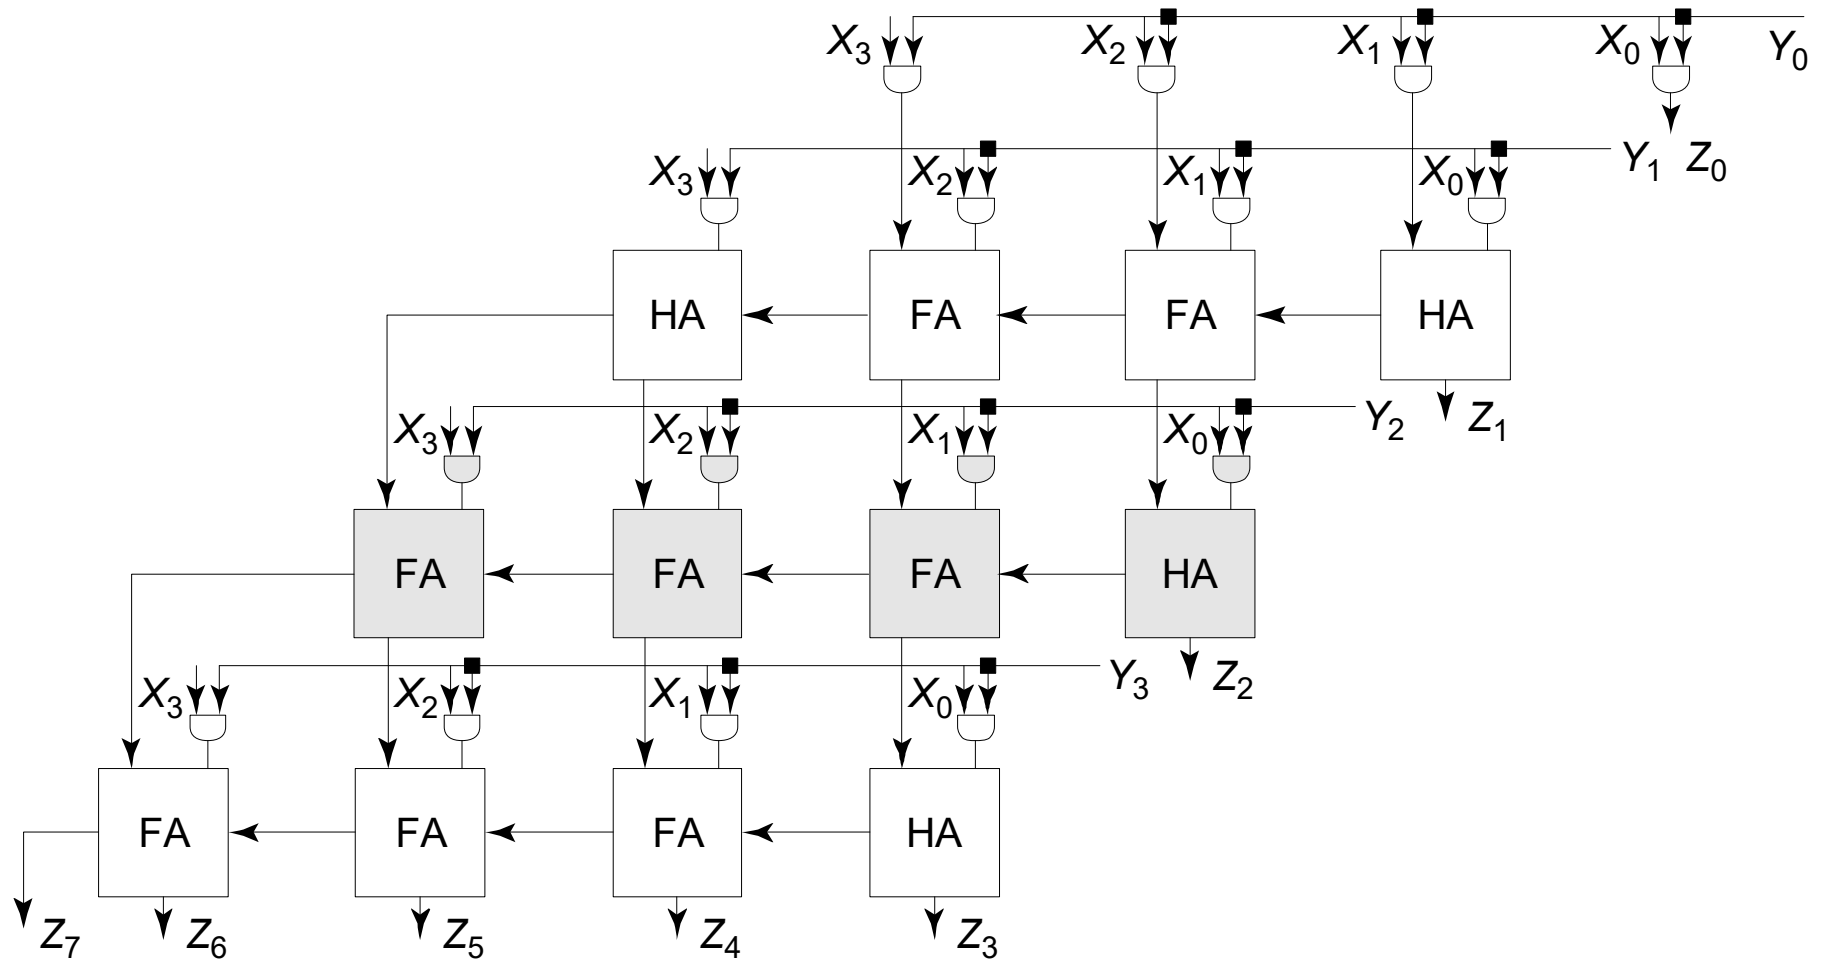 X3 X2 X1 X0 Y0
X3 X2 X1 X0 Y1 Z0
HA FA FA HA
X3 X2 X1 X0 Y2 Z1
FA FA FA HA
X3 X2 X1 X0 Y3 Z2
FA FA FA HA
Z7 Z6 Z5 Z4 Z3